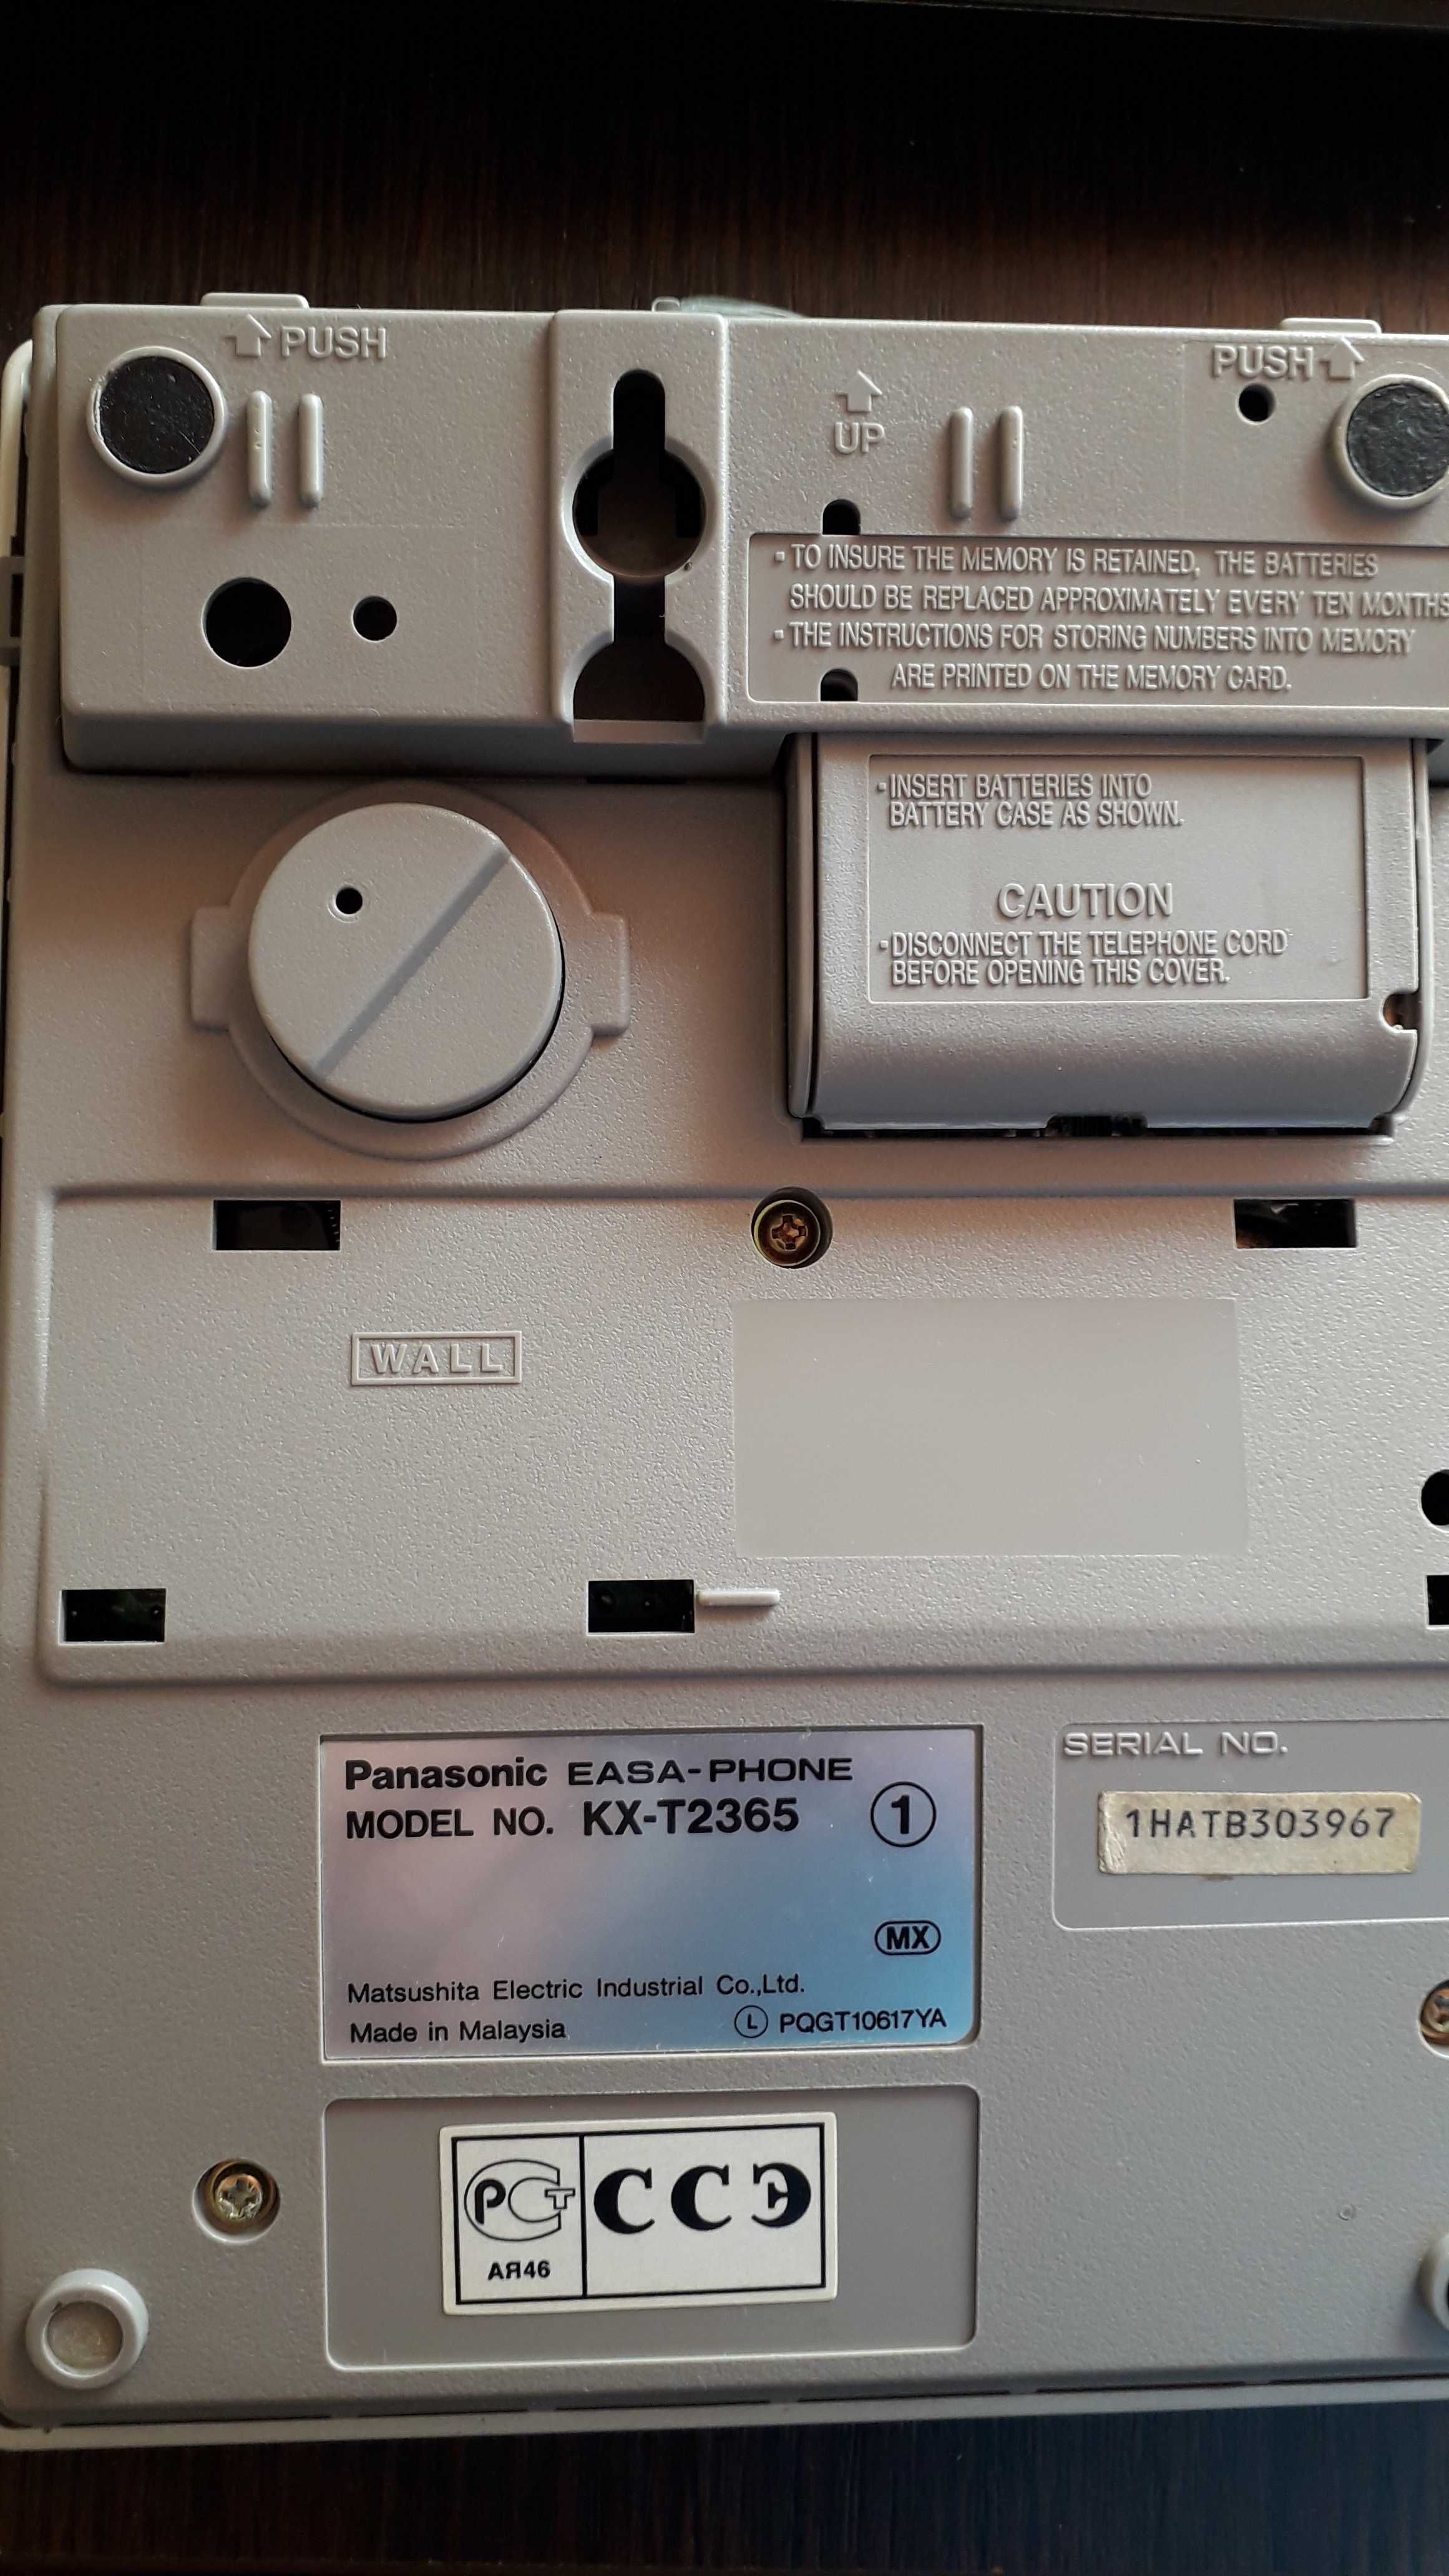 PUSH
PUSH
UP
▪TO INSURE THE MEMORY IS RETAINED, THE BATTERIES
SHOULD BE REPLACED APPROXIMATELY EVERY TEN MONTHS
▪THE INSTRUCTIONS FOR STORING NUMBERS INTO MEMORY
ARE PRINTED ON THE MEMORY CARD.
▪INSERT BATTERIES INTO
BATTERY CASE AS SHOWN.
CAUTION
▪DISCONNECT THE TELEPHONE CORD
BEFORE OPENING THIS COVER.
WALL
Panasonic EASA-PHONE
MODEL NO. KX-T2365 1
MX
Matsushita Electric Industrial Co.,Ltd.
Made in Malaysia L PQGT10617YA
SERIAL NO.
1HATB303967
РСТ ССЭ
АЯ46